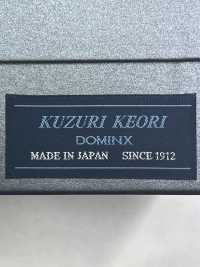 KUZURI KEORI
DOMINX
MADE IN JAPAN SINCE 1912